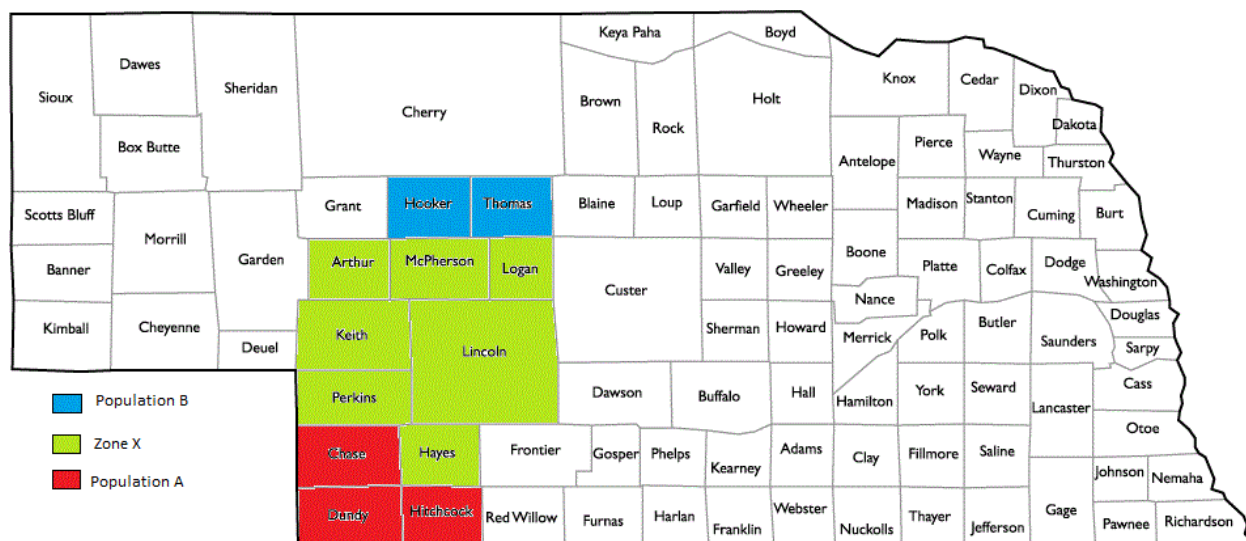 Keya Paha
Boyd
Knox
Cedar
Dixon
Dakota
Sioux
Dawes
Sheridan
Cherry
Brown
Rock
Holt
Box Butte
Antelope
Pierce
Wayne
Thurston
Scotts Bluff
Morrill
Garden
Grant
Hooker
Thomas
Blaine
Loup
Garfield
Wheeler
Madison
Stanton
Cuming
Burt
Banner
Arthur
McPherson
Logan
Custer
Valley
Greeley
Boone
Platte
Colfax
Dodge
Washington
Nance
Kimball
Cheyenne
Deuel
Keith
Lincoln
Sherman
Howard
Merrick
Polk
Butler
Saunders
Douglas
Sarpy
Perkins
Dawson
Buffalo
Hall
Hamilton
York
Seward
Lancaster
Cass
Otoe
Population B
Zone X
Population A
Chase
Hayes
Frontier
Gosper
Phelps
Kearney
Adams
Clay
Fillmore
Saline
Johnson
Nemaha
Dundy
Hitchcock
Red Willow
Furnas
Harlan
Franklin
Webster
Nuckolls
Thayer
Jefferson
Gage
Pawnee
Richardson